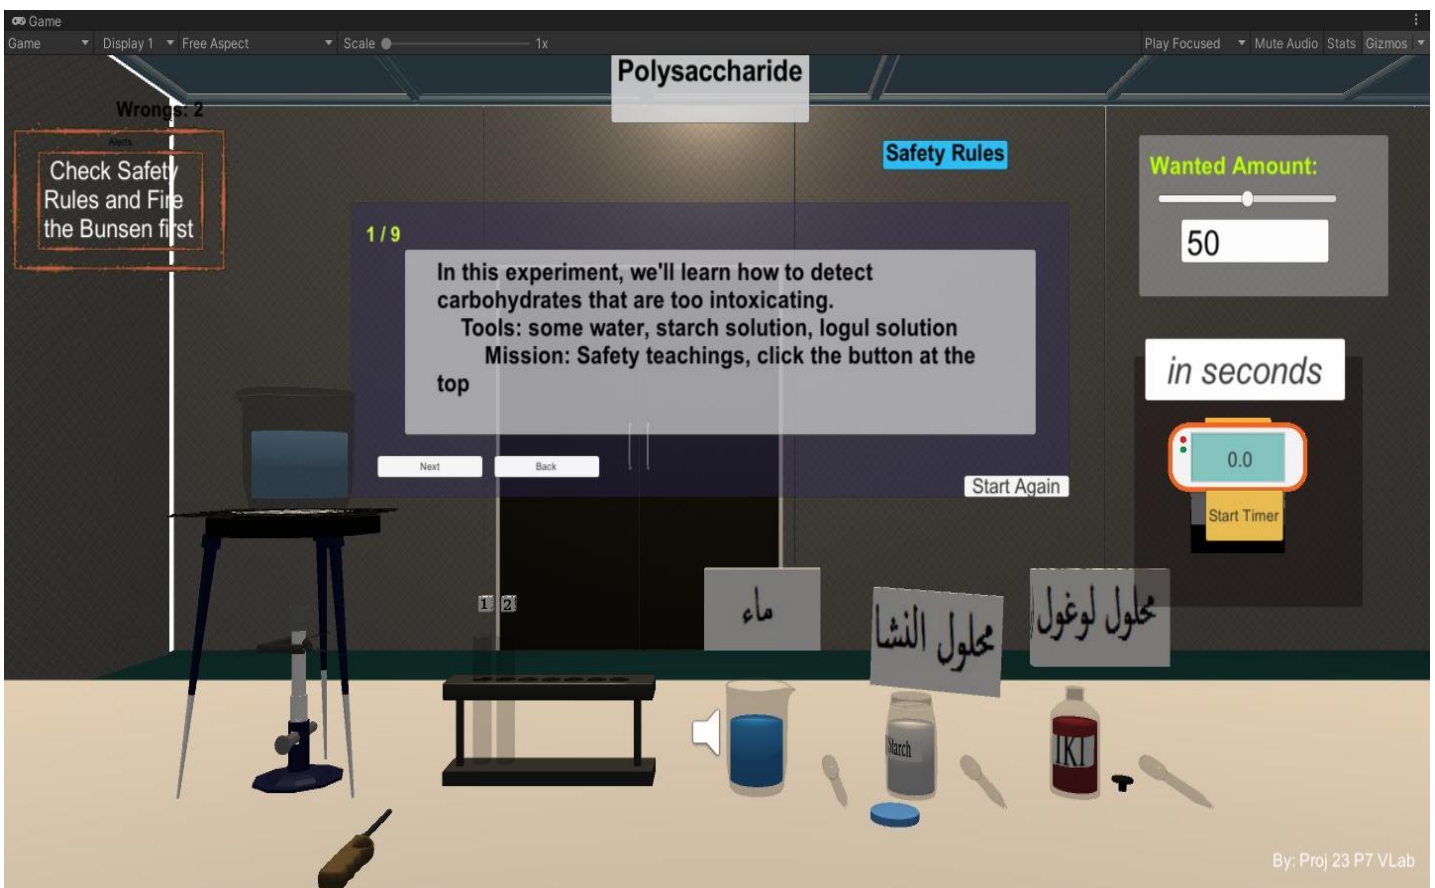 Game
Game Display 1 Free Aspect Scale 1x Play Focused Mute Audio Stats Gizmos
Polysaccharide
Wrongs: 2
Alerts
Check Safety
Rules and Fire
the Bunsen first
Safety Rules
Wanted Amount:
50
1 / 9
In this experiment, we'll learn how to detect
carbohydrates that are too intoxicating.
Tools: some water, starch solution, logul solution
Mission: Safety teachings, click the button at the
top
Next Back
Start Again
in seconds
0.0
Start Timer
1 2
ماء
محلول النشا
محلول لوغول
Starch
IKI
By: Proj 23 P7 VLab